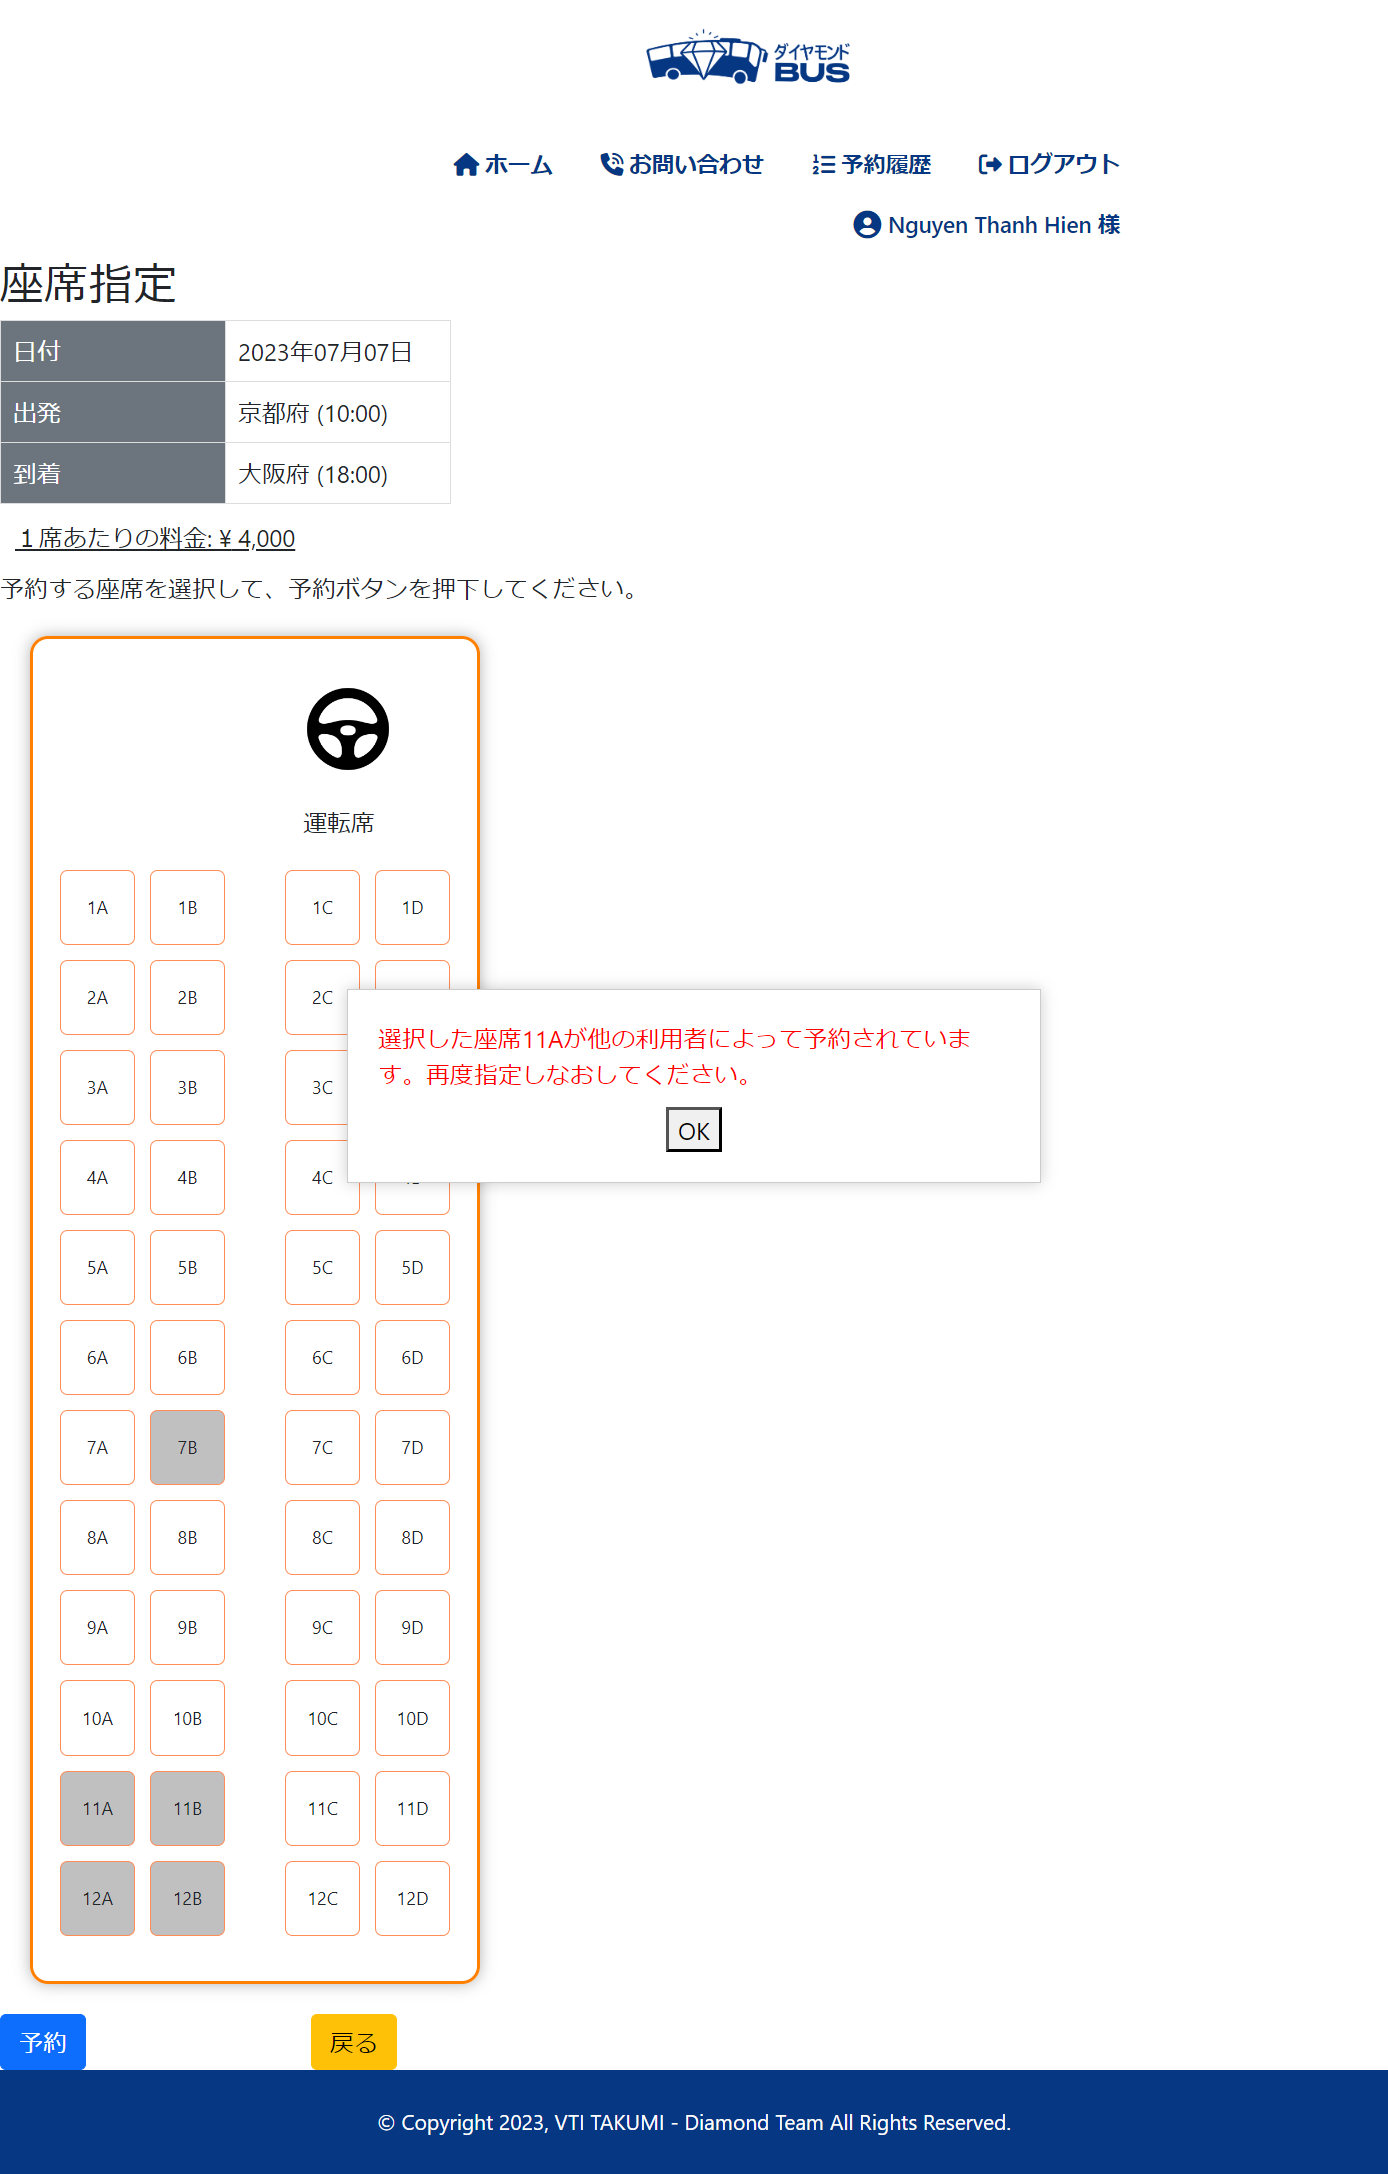 ダイヤモンド
BUS
ホーム お問い合わせ 予約履歴 ログアウト
Nguyen Thanh Hien 様
座席指定
日付 2023年07月07日
出発 京都府 (10:00)
到着 大阪府 (18:00)
１席あたりの料金: ¥ 4,000
予約する座席を選択して、予約ボタンを押下してください。
運転席
1A 1B 1C 1D
2A 2B 2C
選択した座席11Aが他の利用者によって予約されていま
す。再度指定しなおしてください。
OK
3A 3B 3C
4A 4B 4C
5A 5B 5C 5D
6A 6B 6C 6D
7A 7B 7C 7D
8A 8B 8C 8D
9A 9B 9C 9D
10A 10B 10C 10D
11A 11B 11C 11D
12A 12B 12C 12D
予約 戻る
© Copyright 2023, VTI TAKUMI - Diamond Team All Rights Reserved.